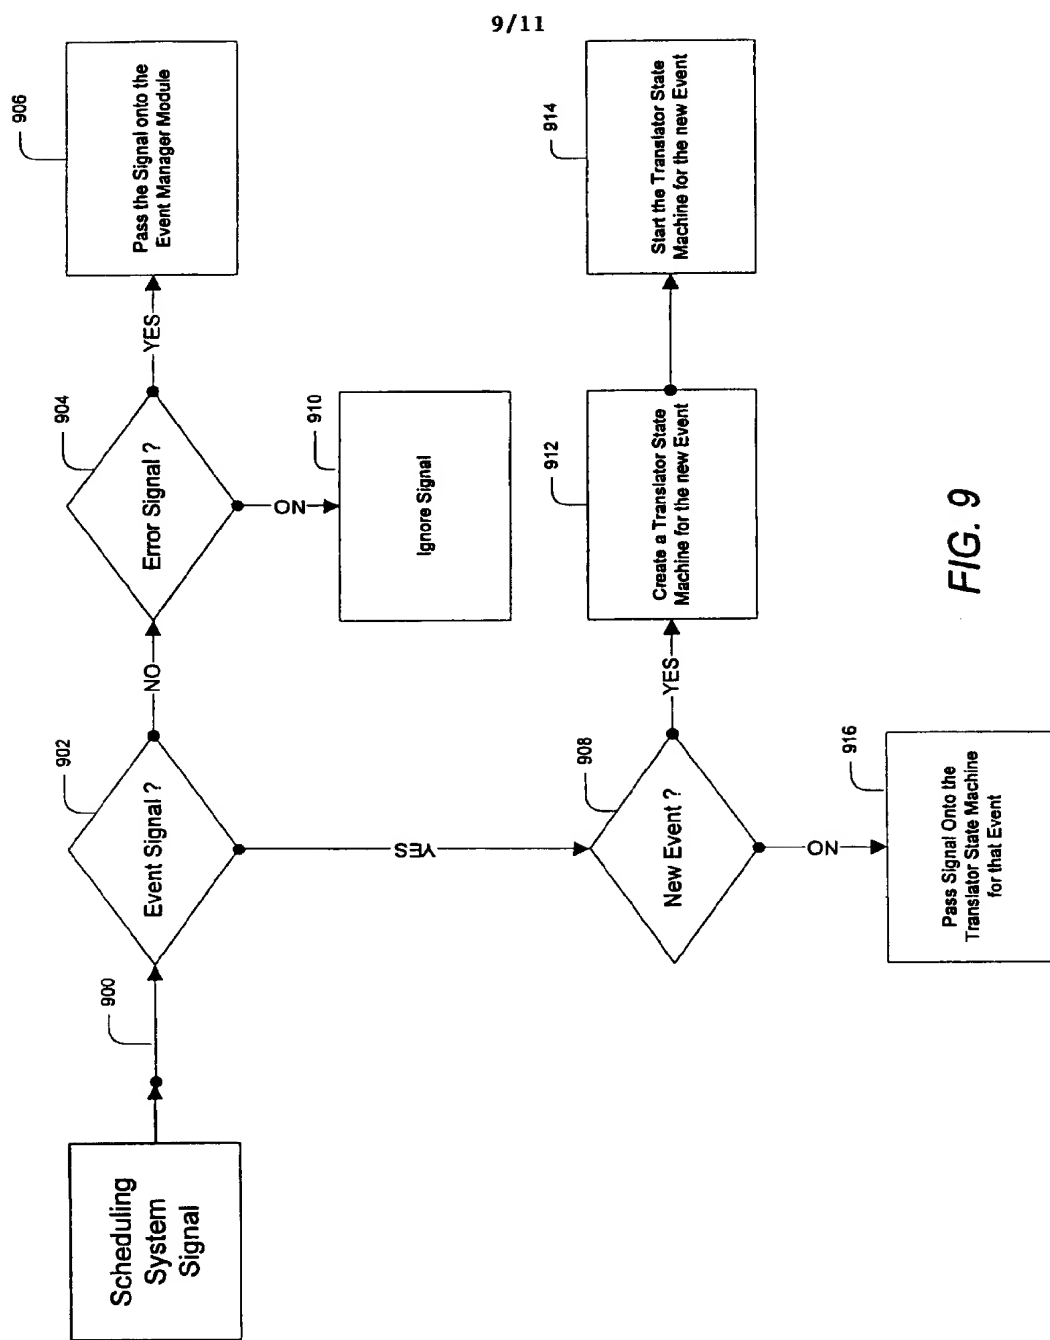 9/11
Scheduling
System
Signal
900
902
Event Signal ?
NO
904
Error Signal ?
YES
906
Pass the Signal onto the
Event Manager Module
NO
910
Ignore Signal
YES
908
New Event ?
YES
912
Create a Translator State
Machine for the new Event
914
Start the Translator State
Machine for the new Event
NO
916
Pass Signal Onto the
Translator State Machine
for that Event
FIG. 9